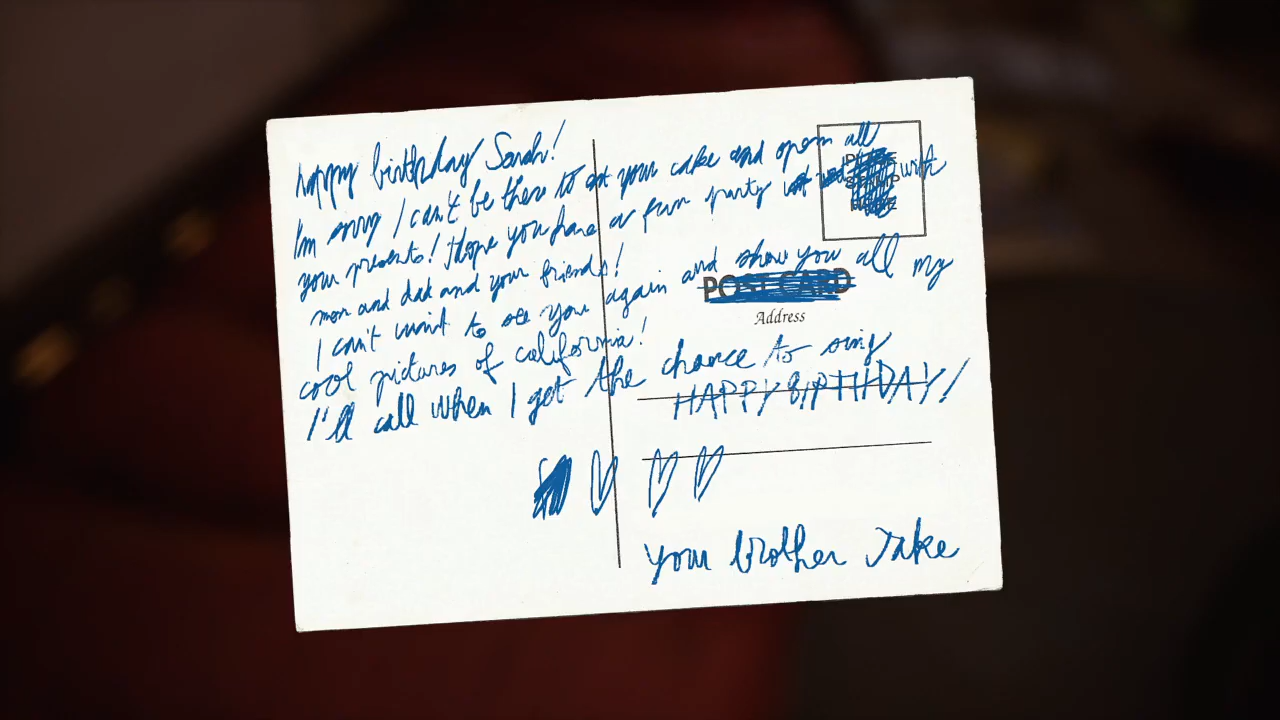 happy birthday Sarah!
I'm sorry I can't be there to eat your cake and open all
your presents! I hope you have a fun party with
mom and dad and your friends!
I can't wait to see you again and show you all my
cool pictures of california!
I'll call when I get the chance to sing
HAPPY BIRTHDAY!
POST CARD
Address
your brother Jake